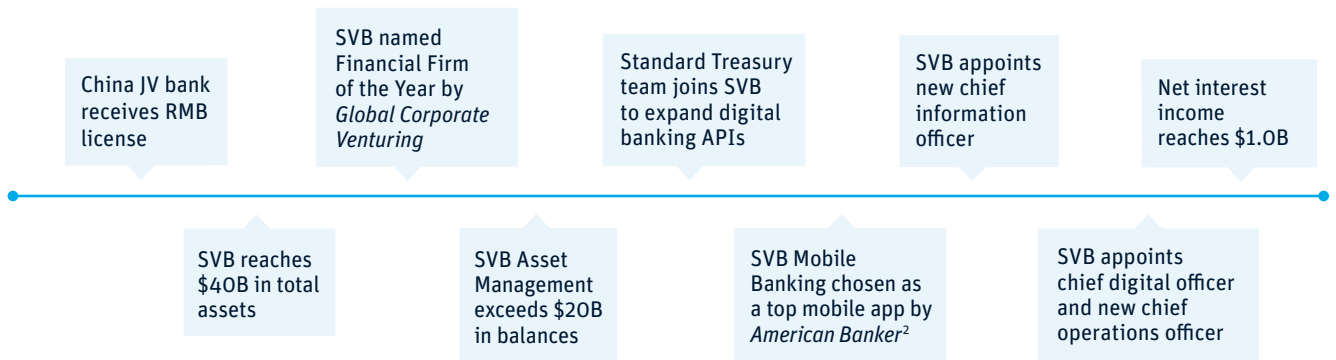 China JV bank
receives RMB
license
SVB reaches
$40B in total
assets
SVB named
Financial Firm
of the Year by
Global Corporate
Venturing
SVB Asset
Management
exceeds $20B
in balances
Standard Treasury
team joins SVB
to expand digital
banking APIs
SVB Mobile
Banking chosen as
a top mobile app by
American Banker²
SVB appoints
new chief
information
officer
SVB appoints
chief digital officer
and new chief
operations officer
Net interest
income
reaches $1.0B